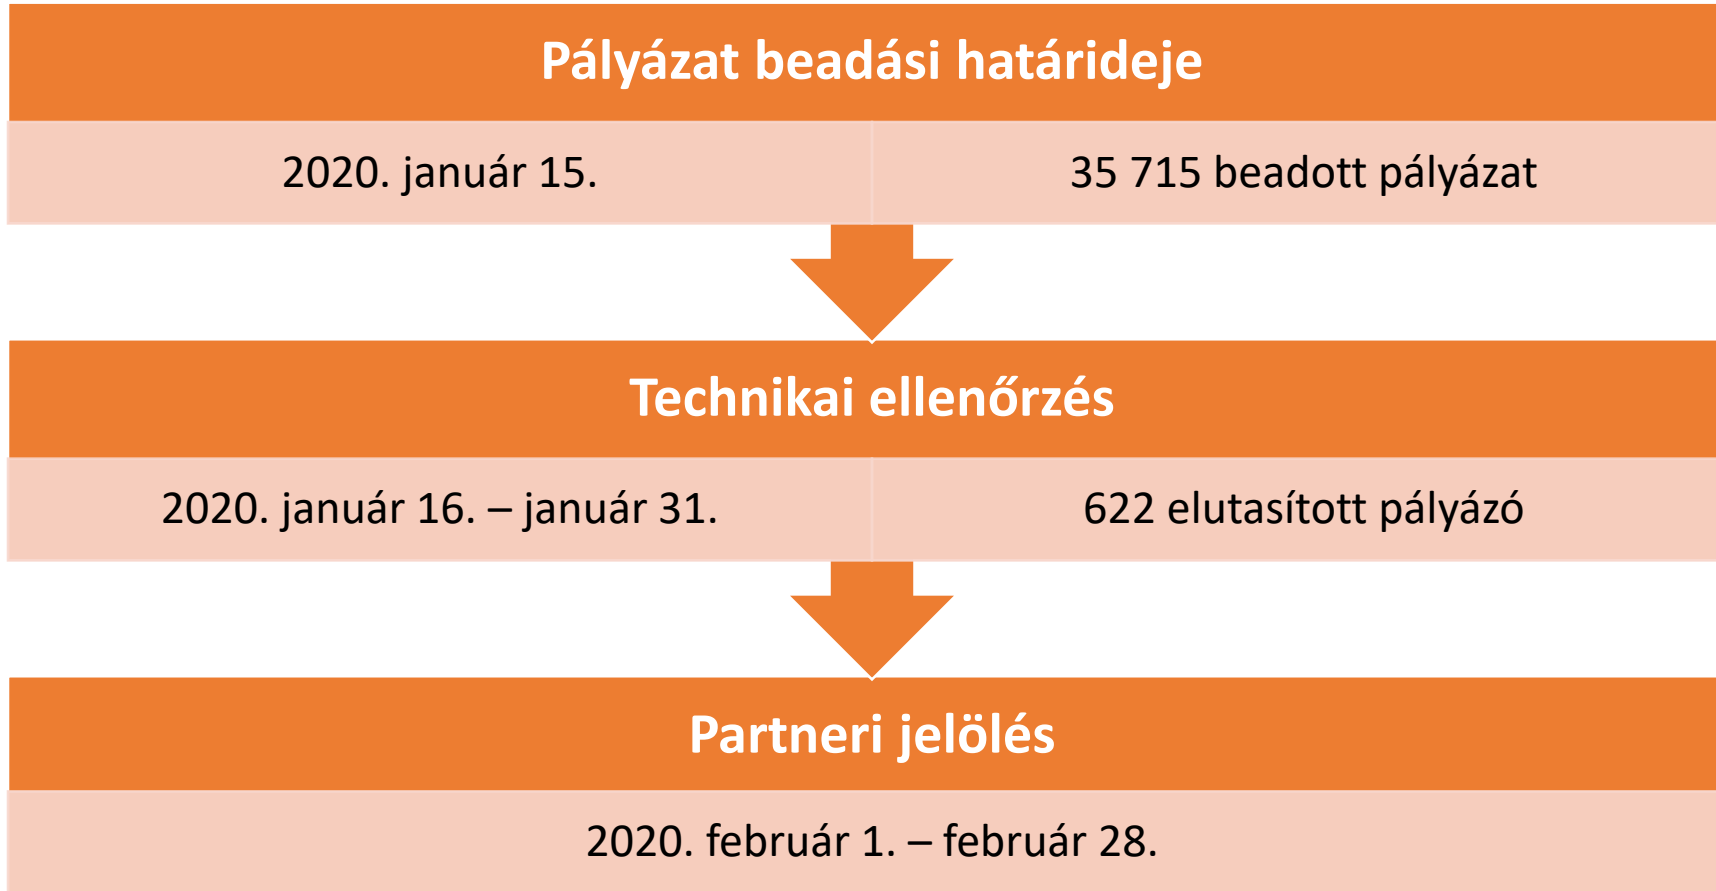 Pályázat beadási határideje
2020. január 15.
35 715 beadott pályázat
Technikai ellenőrzés
2020. január 16. – január 31.
622 elutasított pályázó
Partneri jelölés
2020. február 1. – február 28.